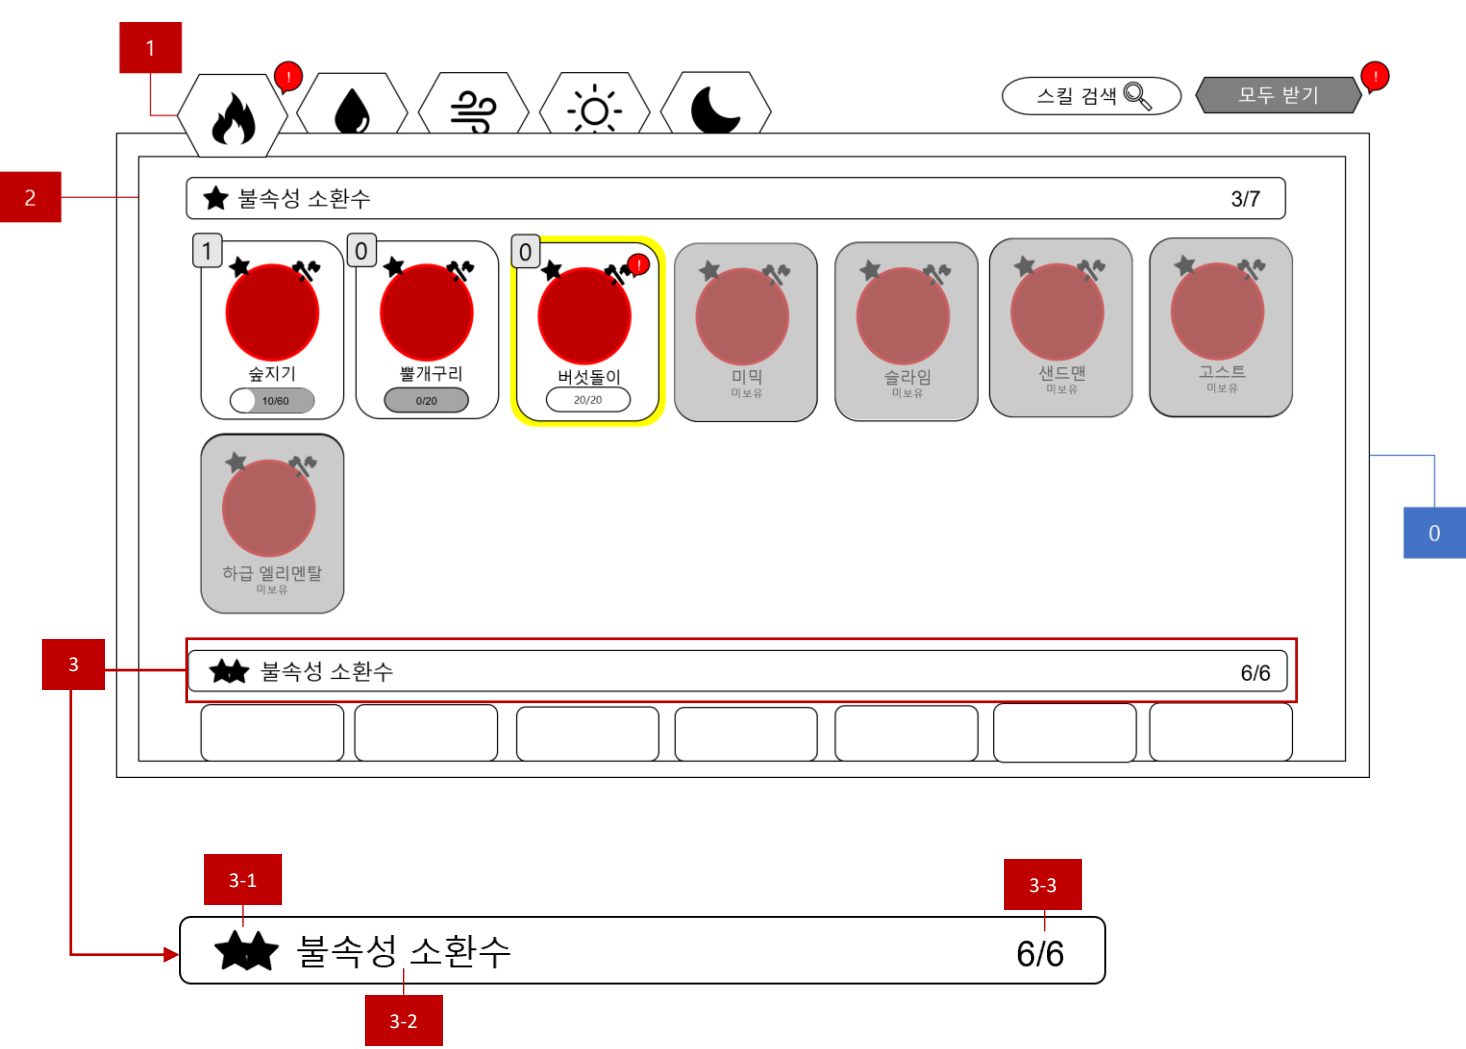 1
!
스킬 검색
모두 받기
!
2
불속성 소환수
3/7
1
0
0
!
숲지기
10/60
뿔개구리
0/20
버섯돌이
20/20
미믹
미보유
슬라임
미보유
샌드맨
미보유
고스트
미보유
하급 엘리멘탈
미보유
0
3
불속성 소환수
6/6
3-1
3-3
불속성 소환수
6/6
3-2